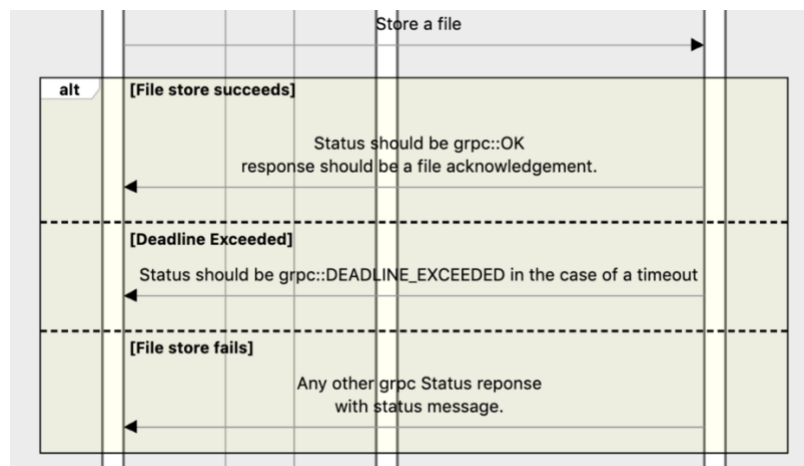 Store a file
alt
[File store succeeds]
Status should be grpc::OK
response should be a file acknowledgement.
[Deadline Exceeded]
Status should be grpc::DEADLINE_EXCEEDED in the case of a timeout
[File store fails]
Any other grpc Status reponse
with status message.